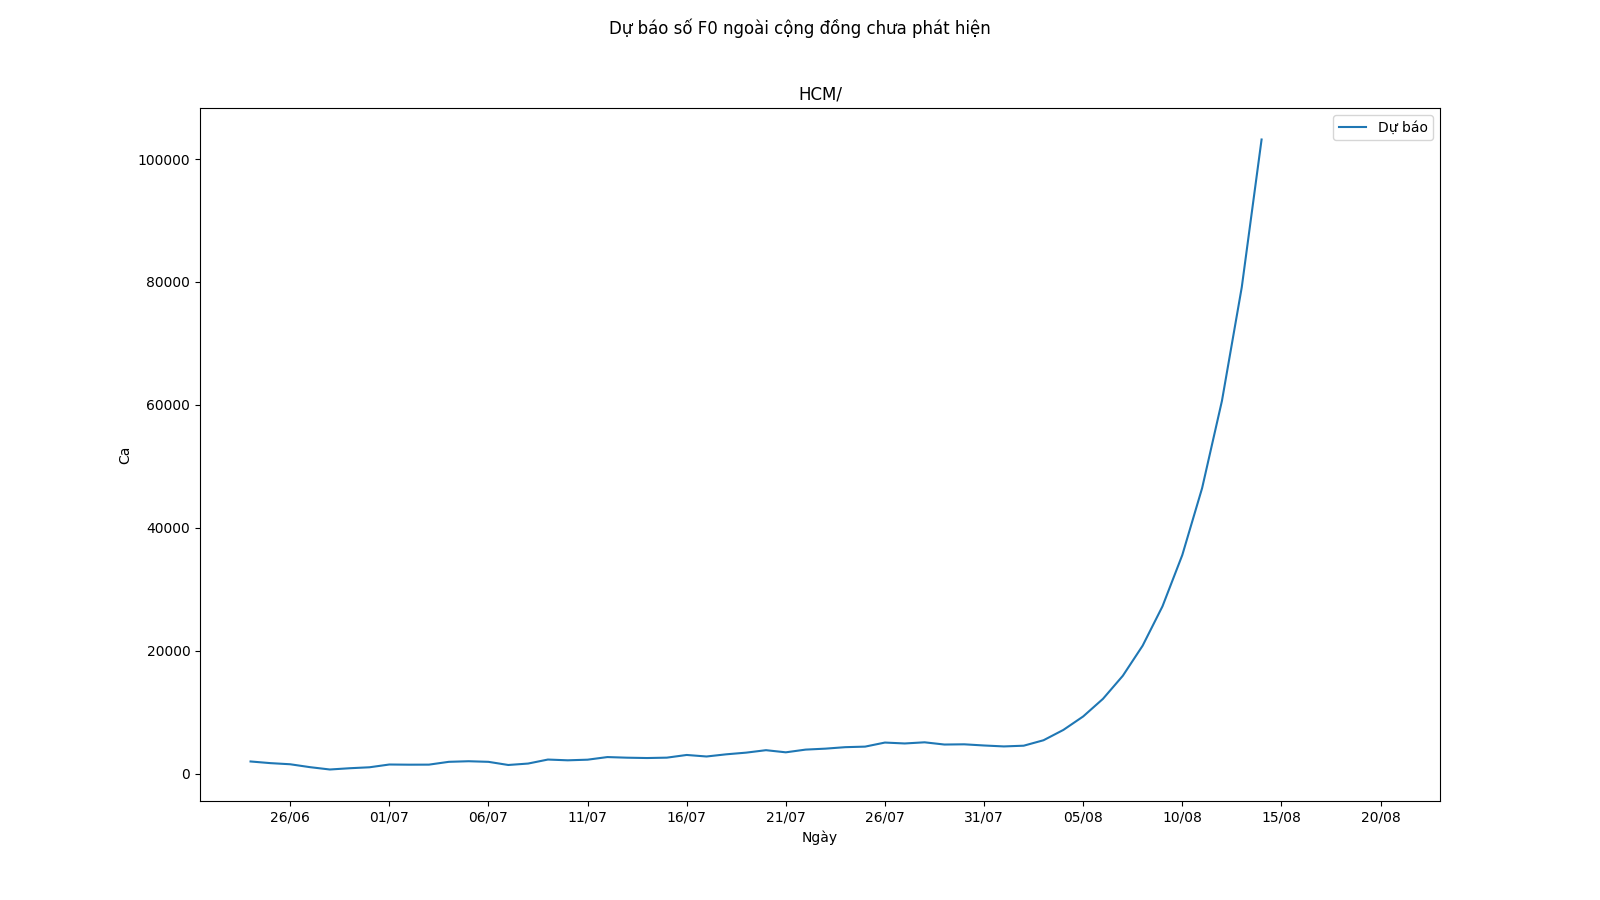 Dự báo số F0 ngoài cộng đồng chưa phát hiện
HCM/
Dự báo
100000
80000
60000
40000
20000
0
Ca
26/06 01/07 06/07 11/07 16/07 21/07 26/07 31/07 05/08 10/08 15/08 20/08
Ngày